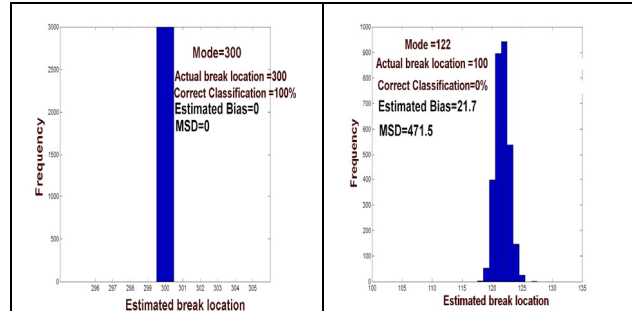 3000
2500
2000
1500
1000
500
0
Frequency
Mode=300
Actual break location =300
Correct Classification =100%
Estimated Bias=0
MSD=0
296 297 298 299 300 301 302 303 304 305
Estimated break location
1000
900
800
700
600
500
400
300
200
100
0
Frequency
Mode =122
Actual break location =100
Correct Classification=0%
Estimated Bias=21.7
MSD=471.5
100 105 110 115 120 125 130 135
Estimated break location